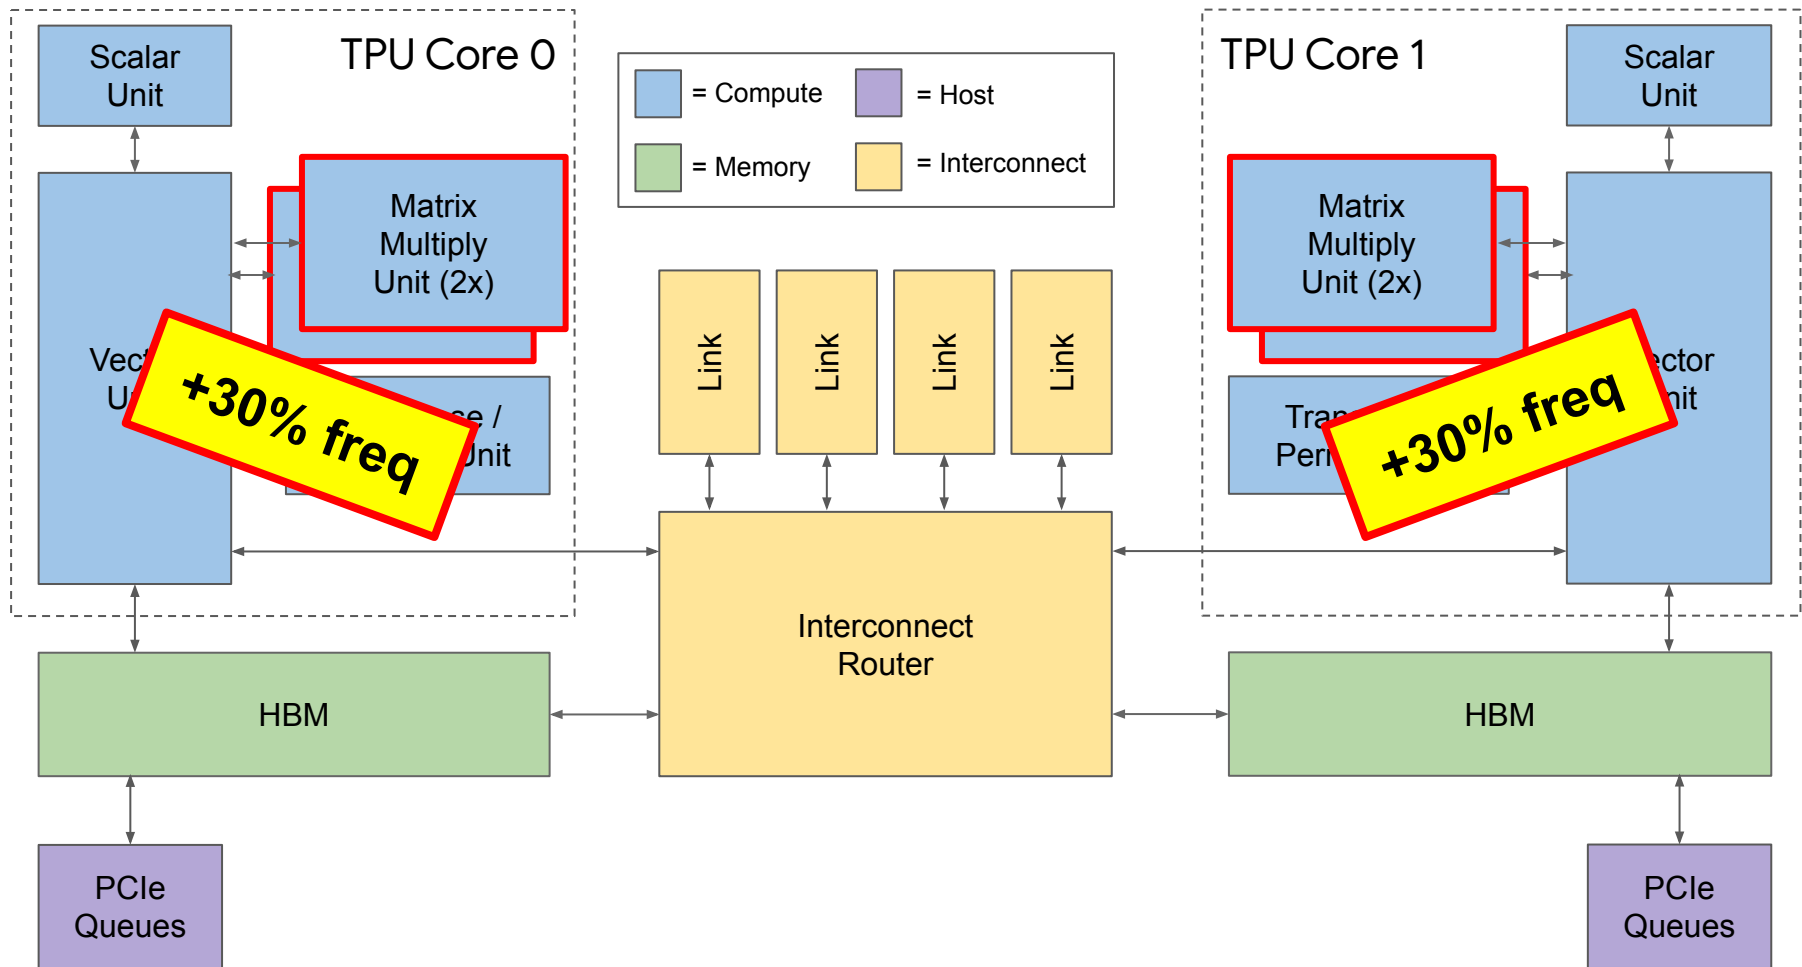 TPU Core 0
Scalar
Unit
Matrix
Multiply
Unit (2x)
+30% freq
= Compute
= Host
= Memory
= Interconnect
Link
Link
Link
Link
Interconnect
Router
HBM
PCIe
Queues
TPU Core 1
Scalar
Unit
Matrix
Multiply
Unit (2x)
+30% freq
HBM
PCIe
Queues